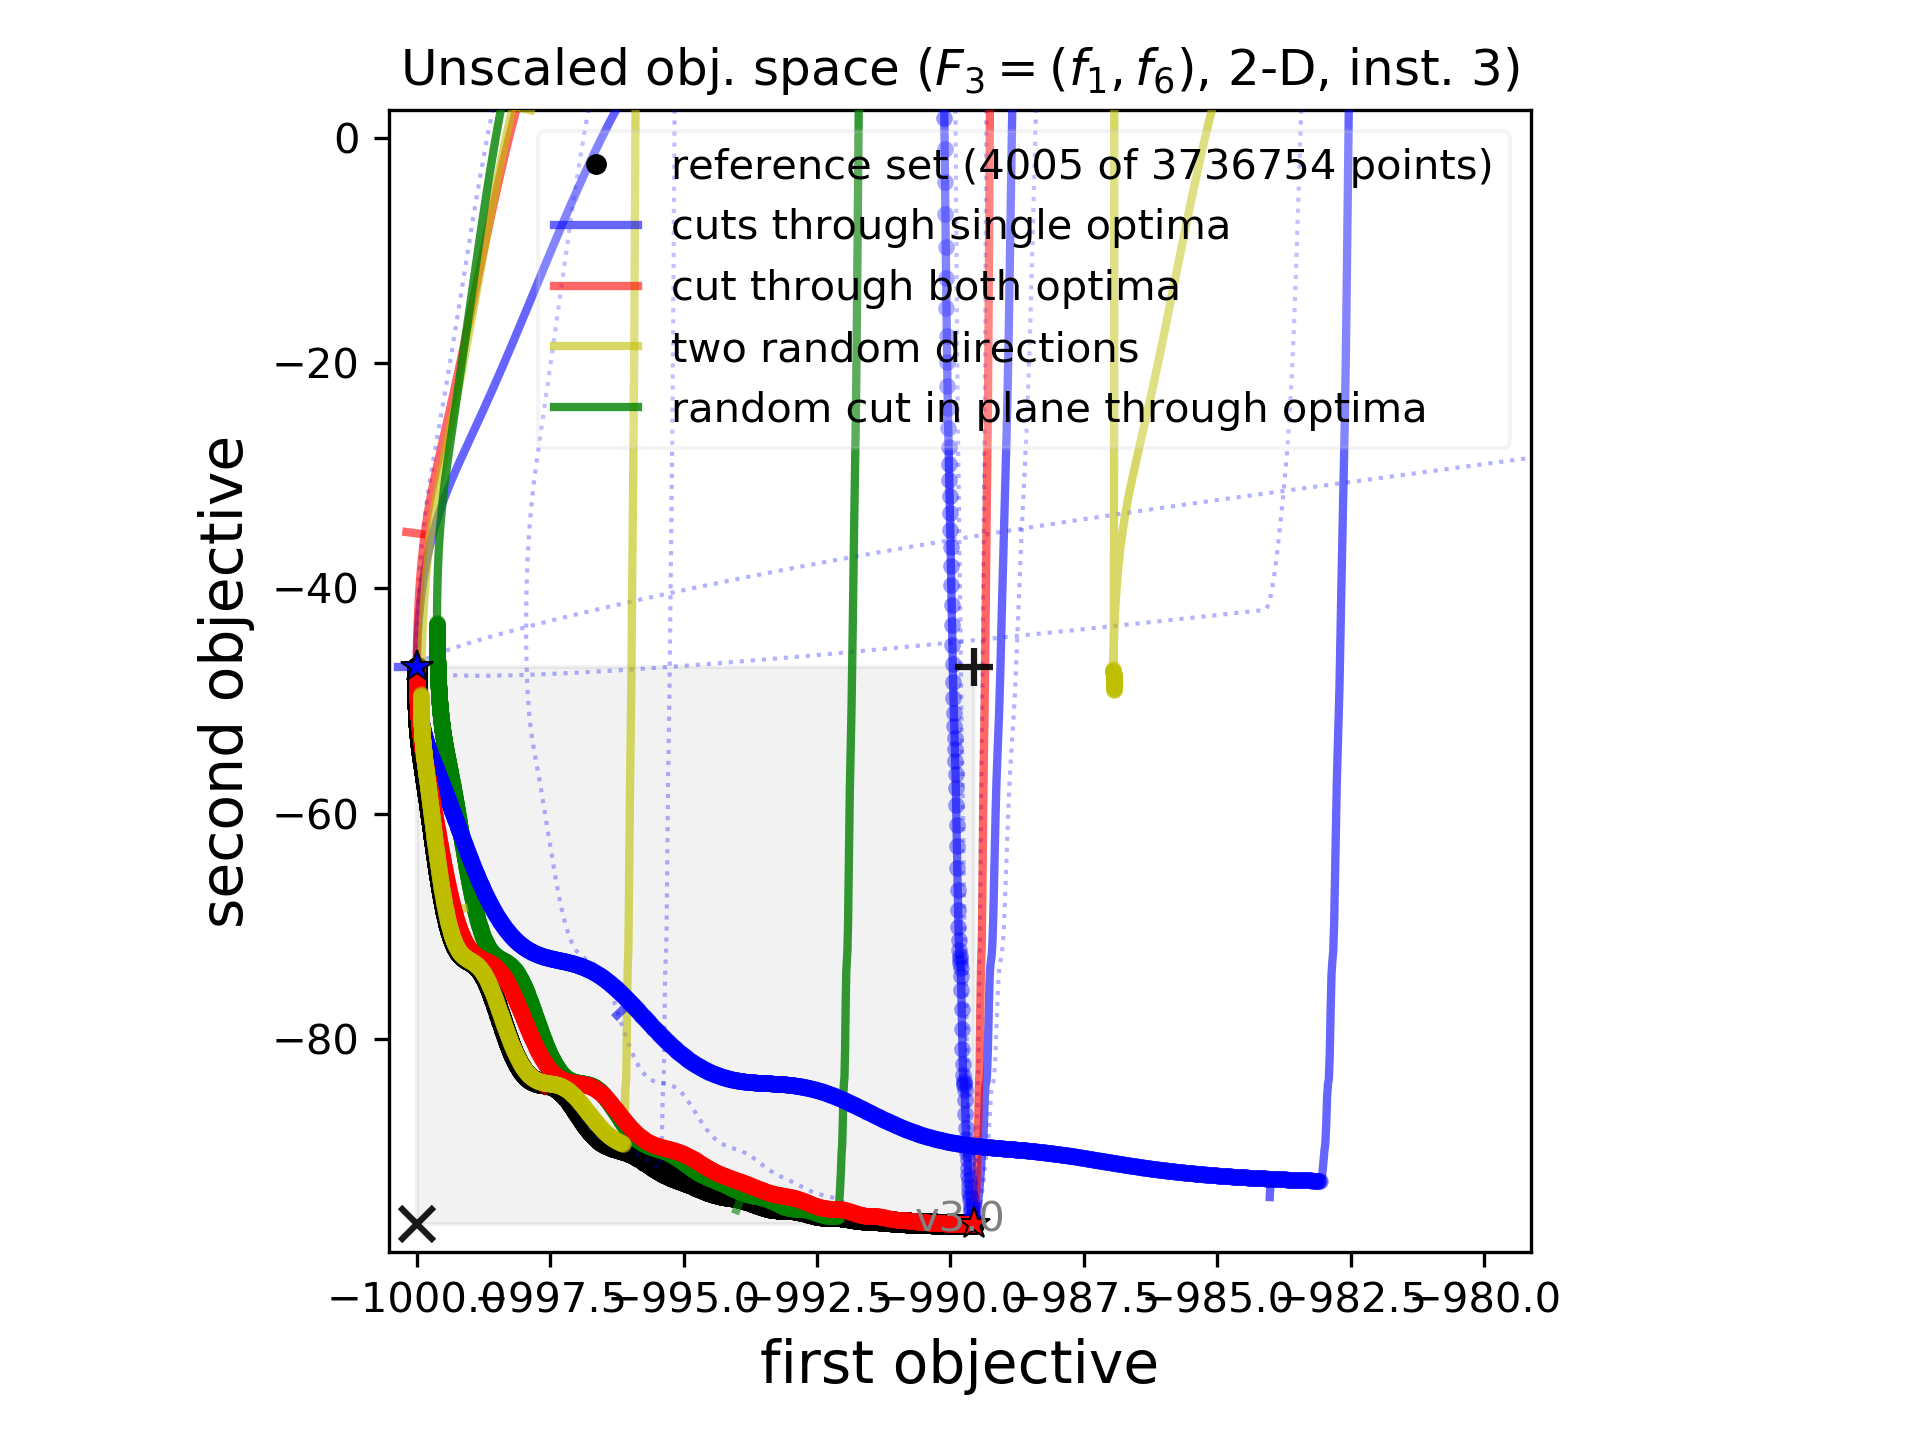 Unscaled obj. space (F₃ = (f₁, f₆), 2-D, inst. 3)
reference set (4005 of 3736754 points)
cuts through single optima
cut through both optima
two random directions
random cut in plane through optima
0
−20
−40
−60
−80
second objective
v3.0
−1000.0 −997.5 −995.0 −992.5 −990.0 −987.5 −985.0 −982.5 −980.0
first objective